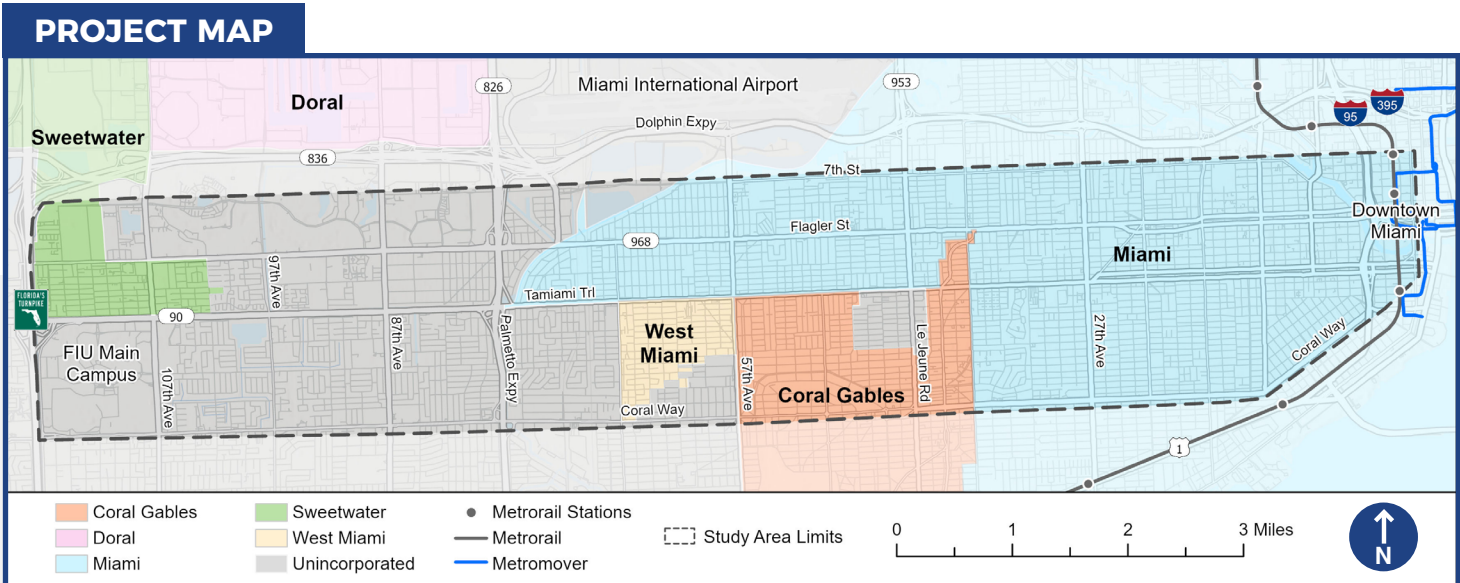 PROJECT MAP
Doral
826
Miami International Airport
953
395
95
Sweetwater
Dolphin Expy
836
7th St
Downtown
Miami
Flagler St
968
Miami
97th Ave
FLORIDA'S
TURNPIKE
Tamiami Trl
90
FIU Main
Campus
107th Ave
87th Ave
Palmetto Expy
West
Miami
57th Ave
Le Jeune Rd
27th Ave
Coral Way
Coral Gables
Coral Way
1
Coral Gables
Doral
Miami
Sweetwater
West Miami
Unincorporated
Metrorail Stations
Metrorail
Metromover
Study Area Limits
0 1 2 3 Miles
N